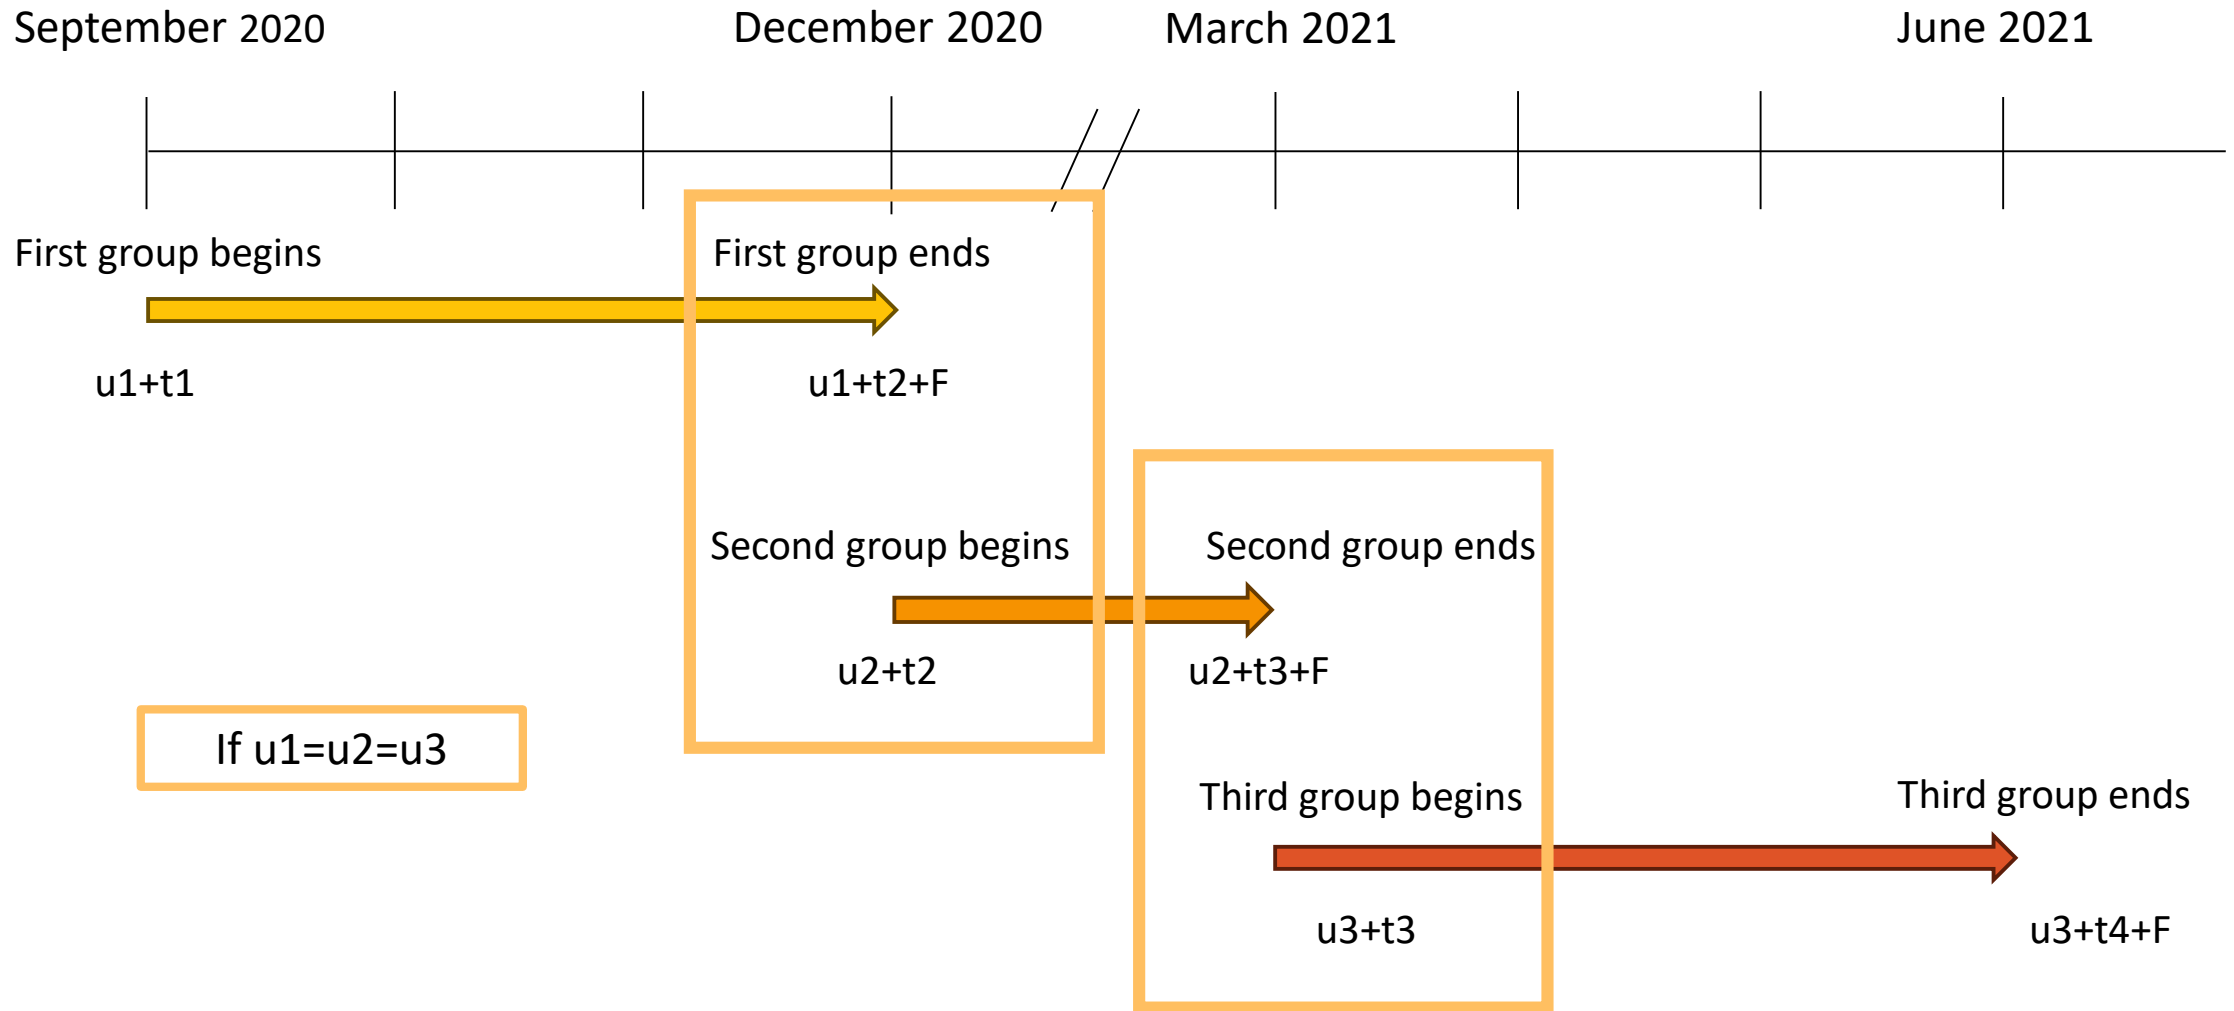 September 2020
December 2020
March 2021
June 2021
First group begins
First group ends
u1+t1
u1+t2+F
Second group begins
Second group ends
u2+t2
u2+t3+F
If u1=u2=u3
Third group begins
Third group ends
u3+t3
u3+t4+F